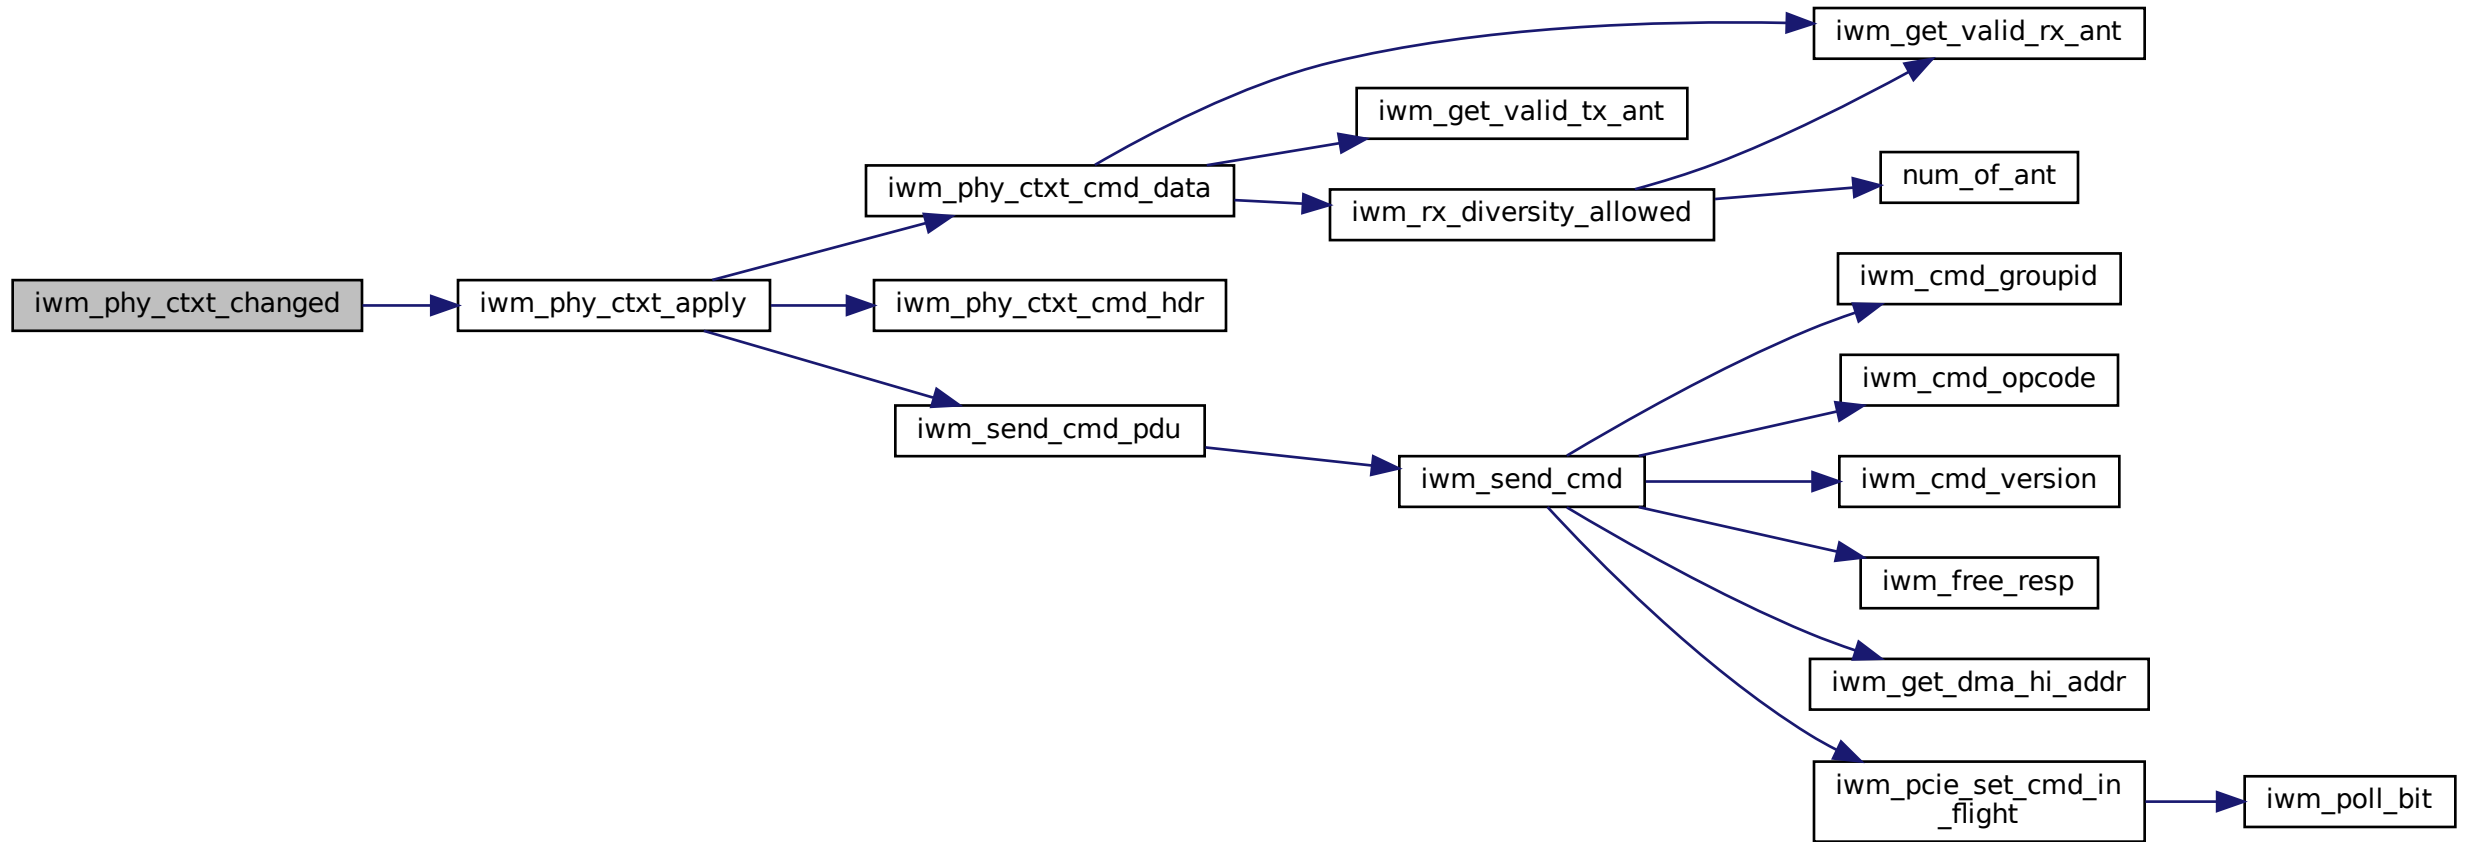 iwm_get_valid_rx_ant
iwm_get_valid_tx_ant
iwm_phy_ctxt_cmd_data
num_of_ant
iwm_rx_diversity_allowed
iwm_cmd_groupid
iwm_phy_ctxt_changed
iwm_phy_ctxt_apply
iwm_phy_ctxt_cmd_hdr
iwm_cmd_opcode
iwm_send_cmd_pdu
iwm_send_cmd
iwm_cmd_version
iwm_free_resp
iwm_get_dma_hi_addr
iwm_pcie_set_cmd_in
_flight
iwm_poll_bit